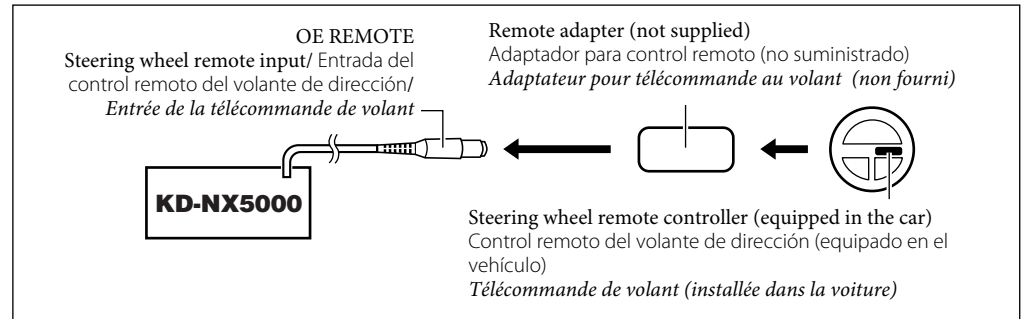 OE REMOTE
Steering wheel remote input/ Entrada del
control remoto del volante de dirección/
Entrée de la télécommande de volant
Remote adapter (not supplied)
Adaptador para control remoto (no suministrado)
Adaptateur pour télécommande au volant (non fourni)
KD-NX5000
Steering wheel remote controller (equipped in the car)
Control remoto del volante de dirección (equipado en el
vehículo)
Télécommande de volant (installée dans la voiture)